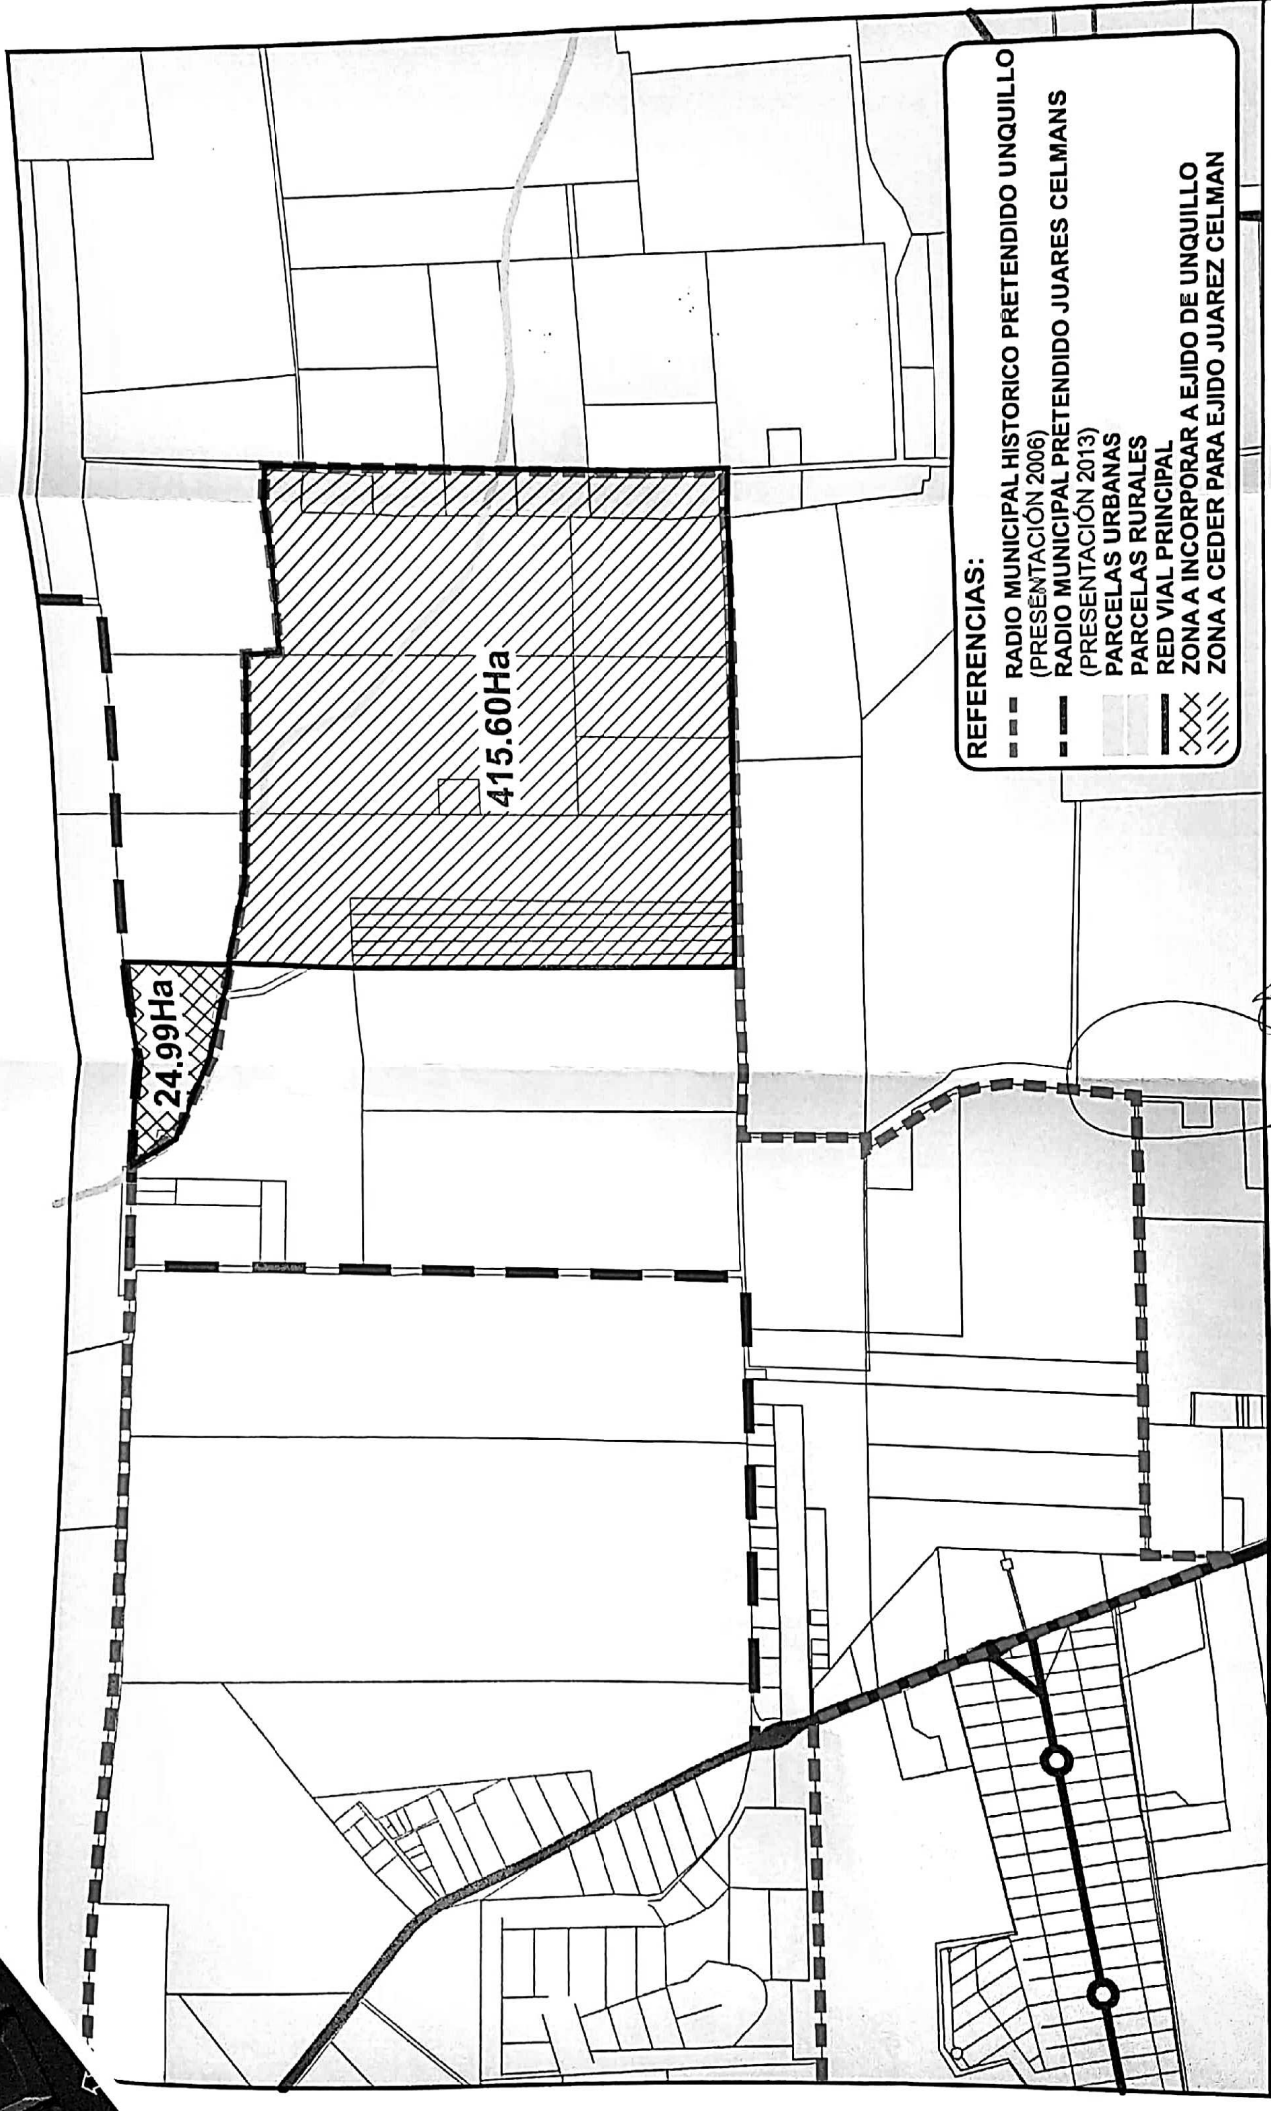 24.99Ha
415.60Ha
REFERENCIAS:
RADIO MUNICIPAL HISTORICO PRETENDIDO UNQUILLO
(PRESENTACIÓN 2006)
RADIO MUNICIPAL PRETENDIDO JUARES CELMANS
(PRESENTACIÓN 2013)
PARCELAS URBANAS
PARCELAS RURALES
RED VIAL PRINCIPAL
ZONA A INCORPORAR A EJIDO DE UNQUILLO
ZONA A CEDER PARA EJIDO JUAREZ CELMAN